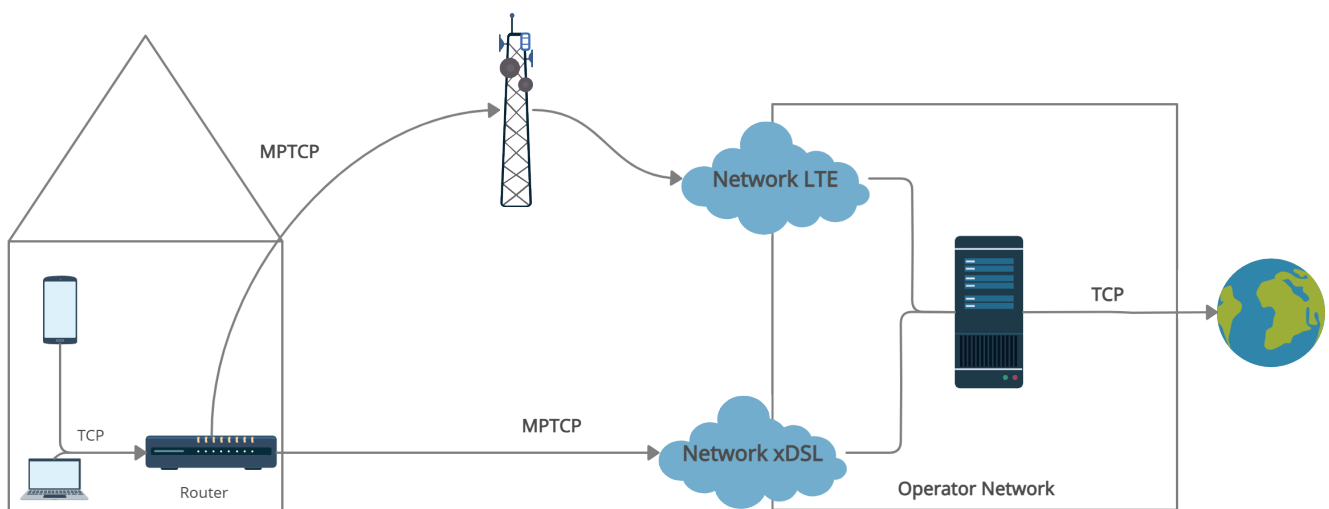 MPTCP
Network LTE
TCP
TCP
MPTCP
Network xDSL
Router
Operator Network